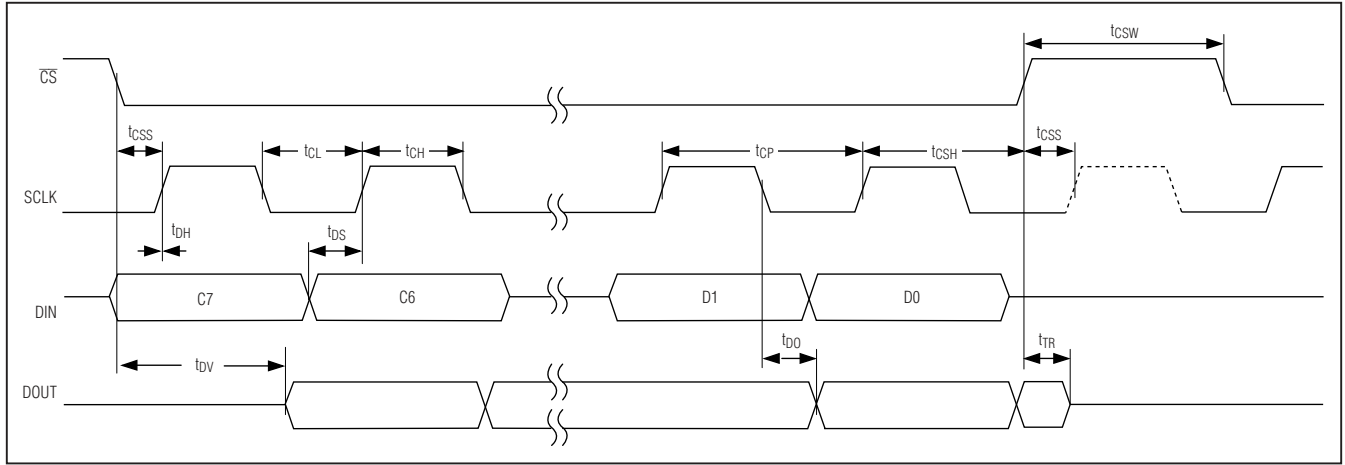 tCSW
CS
tCSS
tCL
tCH
tCP
tCSH
tCSS
SCLK
tDH
tDS
C7
C6
D1
D0
DIN
tDV
tDO
tTR
DOUT